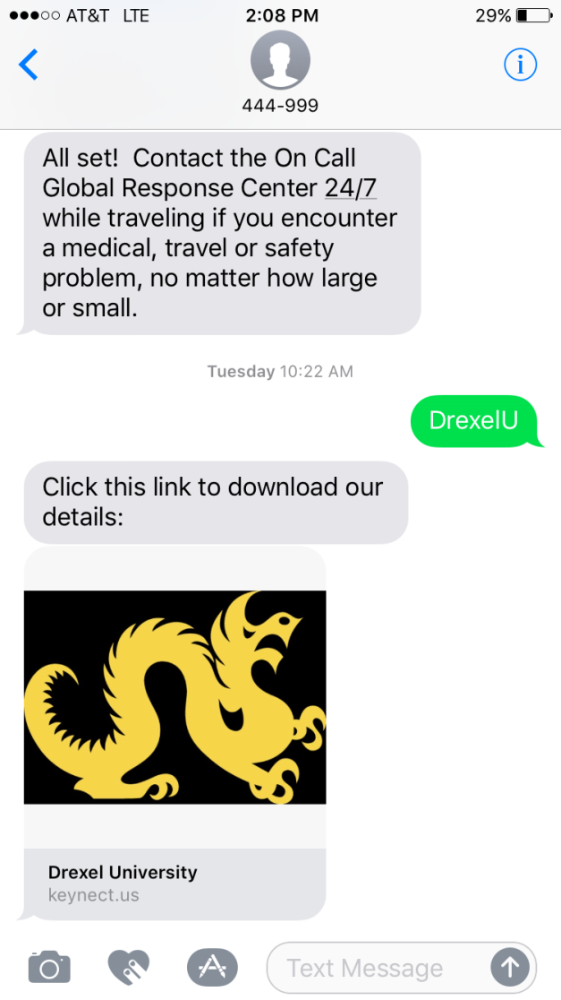 AT&T LTE 2:08 PM 29%
444-999
All set!  Contact the On Call
Global Response Center 24/7
while traveling if you encounter
a medical, travel or safety
problem, no matter how large
or small.
Tuesday 10:22 AM
DrexelU
Click this link to download our
details:
Drexel University
keynect.us
Text Message